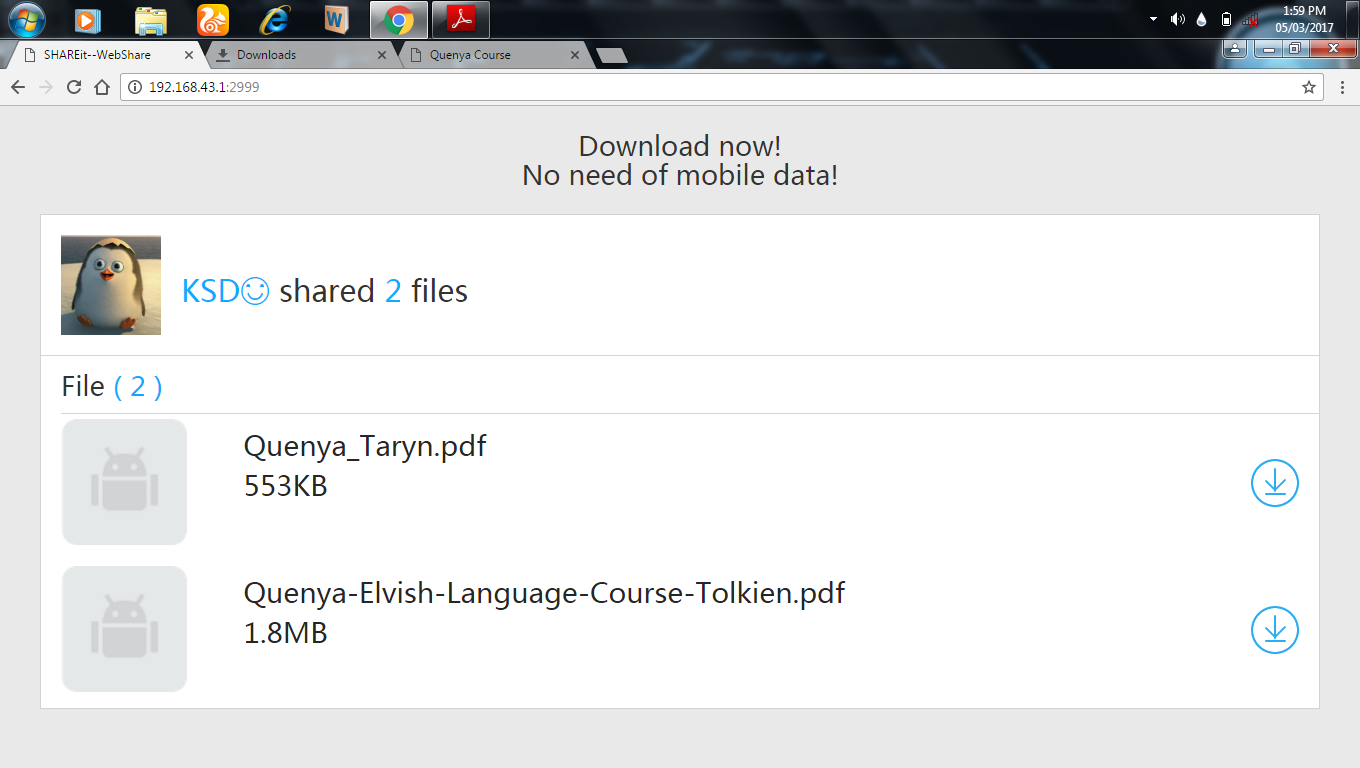 1:59 PM
05/03/2017
SHAREit--WebShare
Downloads
Quenya Course
192.168.43.1:2999
Download now!
No need of mobile data!
KSD☺ shared 2 files
File ( 2 )
Quenya_Taryn.pdf
553KB
Quenya-Elvish-Language-Course-Tolkien.pdf
1.8MB